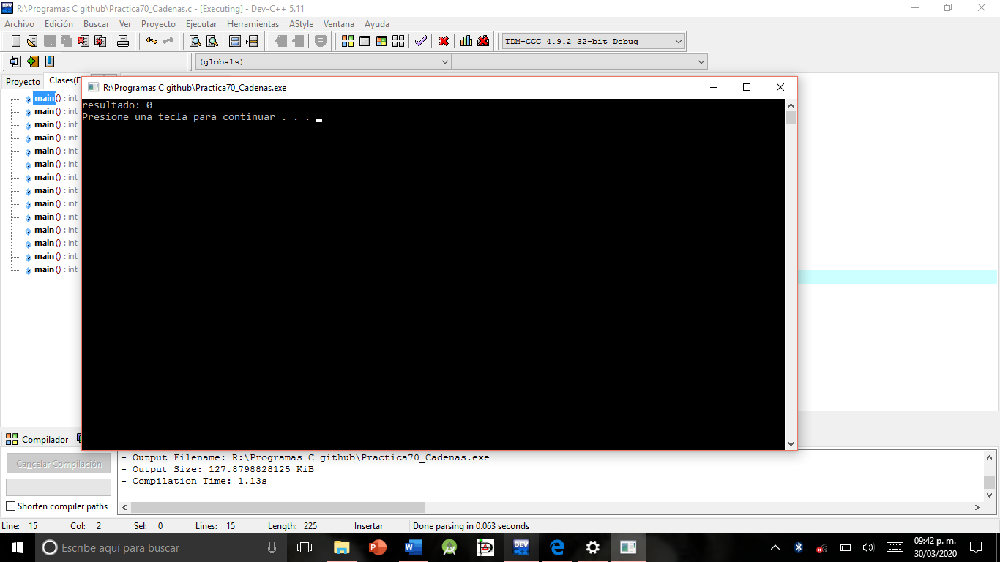 R:\Programas C github\Practica70_Cadenas.c - [Executing] - Dev-C++ 5.11
Archivo Edición Buscar Ver Proyecto Ejecutar Herramientas AStyle Ventana Ayuda
TDM-GCC 4.9.2 32-bit Debug
(globals)
Proyecto Clases(F
R:\Programas C github\Practica70_Cadenas.exe
resultado: 0
Presione una tecla para continuar . . .
main() : int
main() : int
main() : int
main() : int
main() : int
main() : int
main() : int
main() : int
main() : int
main() : int
main() : int
main() : int
main() : int
main() : int
Compilador
Cancelar Compilación
Shorten compiler paths
- Output Filename: R:\Programas C github\Practica70_Cadenas.exe
- Output Size: 127.8798828125 KiB
- Compilation Time: 1.13s
Line: 15 Col: 2 Sel: 0 Lines: 15 Length: 225 Insertar Done parsing in 0.063 seconds
Escribe aquí para buscar
09:42 p. m.
30/03/2020